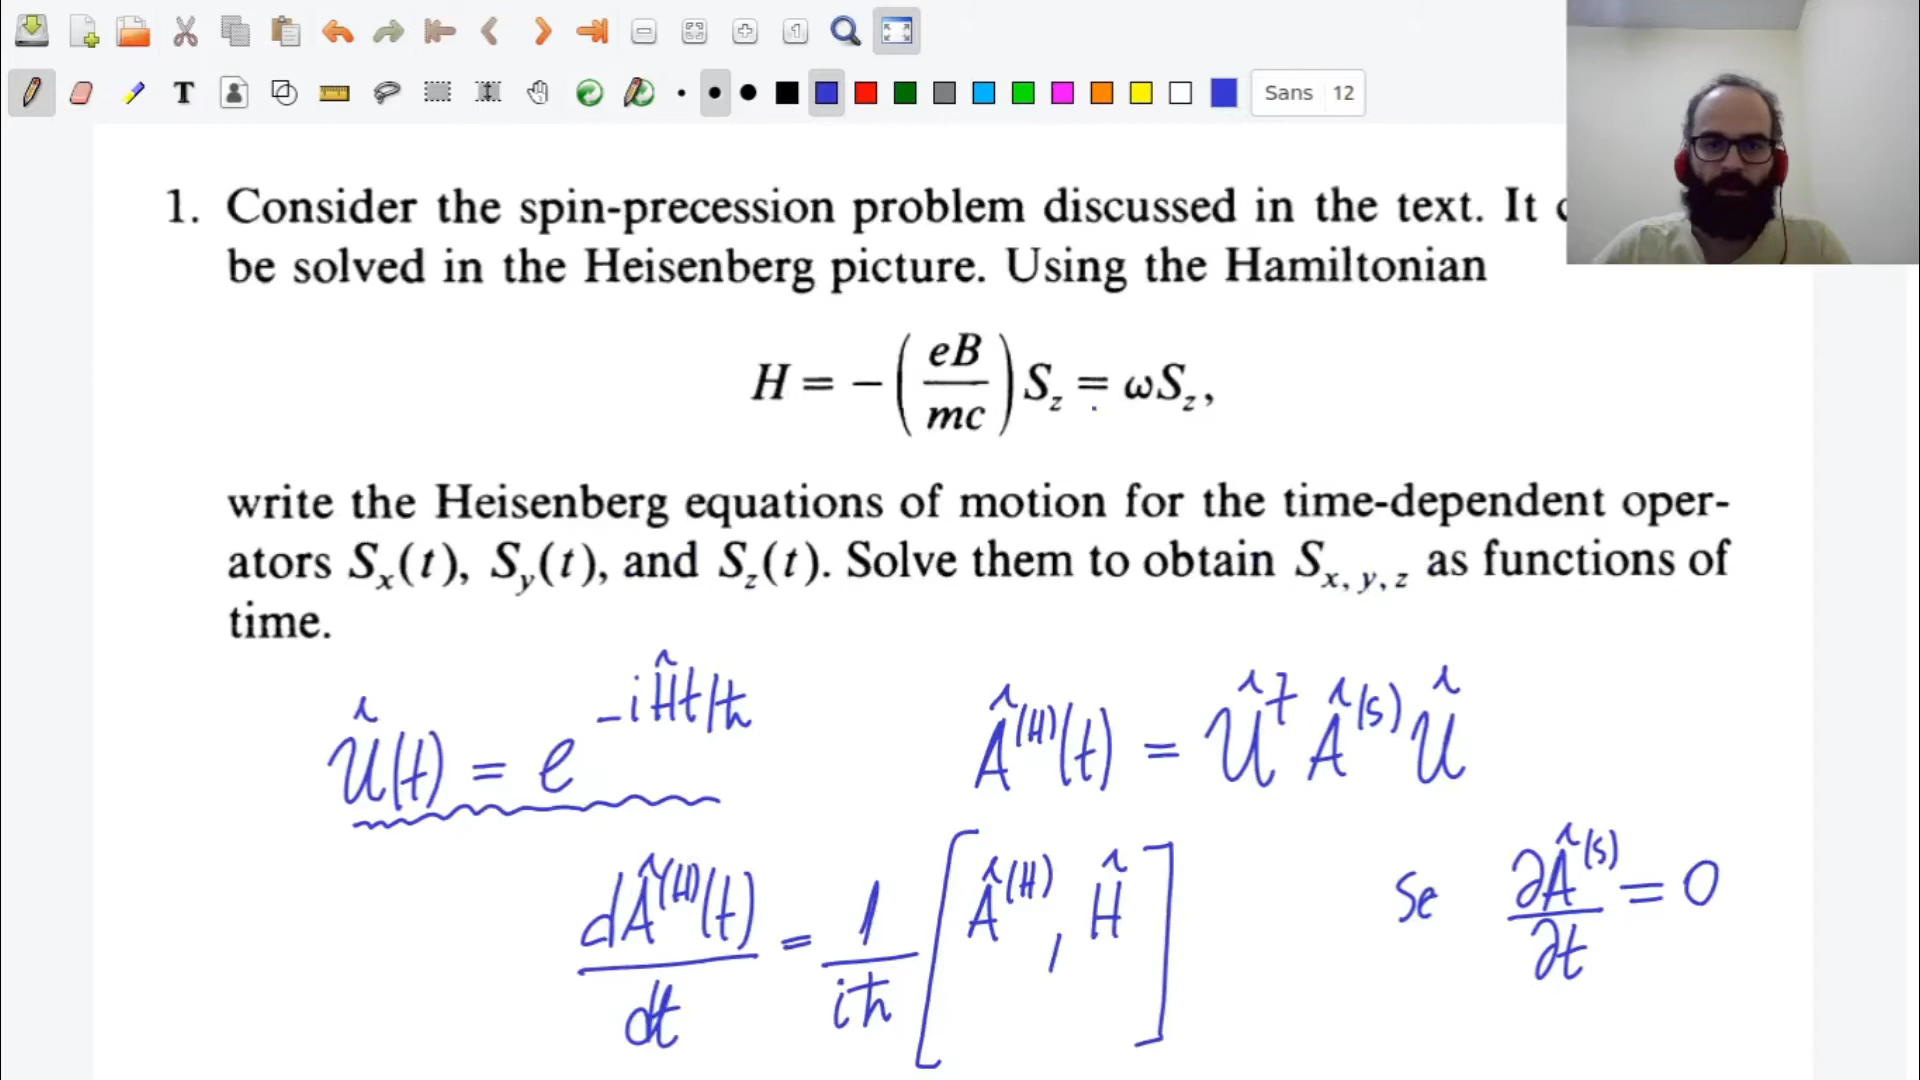 T
1
Sans 12
1. Consider the spin-precession problem discussed in the text. It
be solved in the Heisenberg picture. Using the Hamiltonian
H = −(eB/mc)S_z = ωS_z,
write the Heisenberg equations of motion for the time-dependent oper-
ators S_x(t), S_y(t), and S_z(t). Solve them to obtain S_{x, y, z} as functions of
time.
Û(t) = e^{-iĤt/ħ} Â^{(H)}(t) = Û^† Â^{(S)} Û
dÂ^{(H)}(t)/dt = 1/iħ [Â^{(H)}, Ĥ] Se ∂Â^{(S)}/∂t = 0